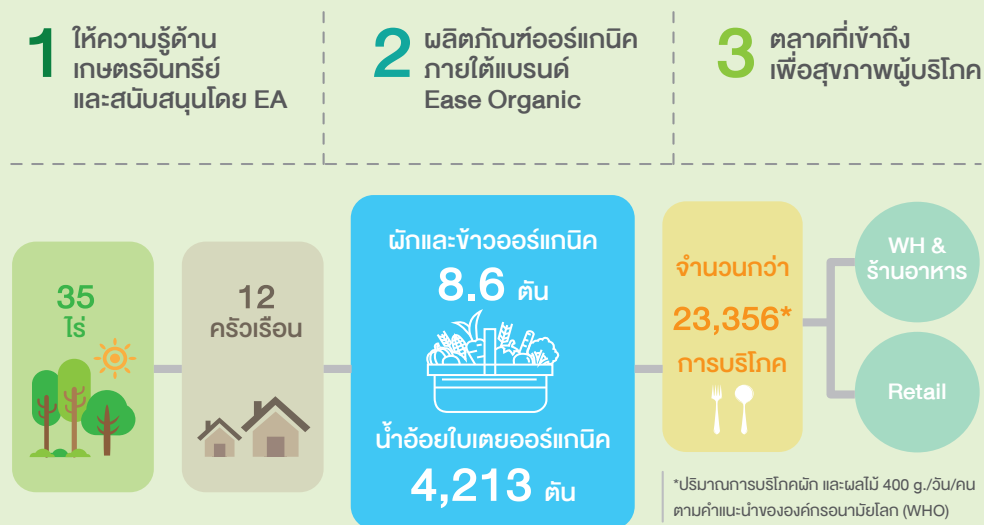 1 ให้ความรู้ด้าน
เกษตรอินทรีย์
และสนับสนุนโดย EA
2 ผลิตภัณฑ์ออร์แกนิค
ภายใต้แบรนด์
Ease Organic
3 ตลาดที่เข้าถึง
เพื่อสุขภาพผู้บริโภค
35
ไร่
12
ครัวเรือน
ผักและข้าวออร์แกนิค
8.6 ตัน
น้ำอ้อยใบเตยออร์แกนิค
4,213 ตัน
จำนวนกว่า
23,356*
การบริโภค
WH &
ร้านอาหาร
Retail
*ปริมาณการบริโภคผัก และผลไม้ 400 g./วัน/คน
ตามคำแนะนำขององค์กรอนามัยโลก (WHO)